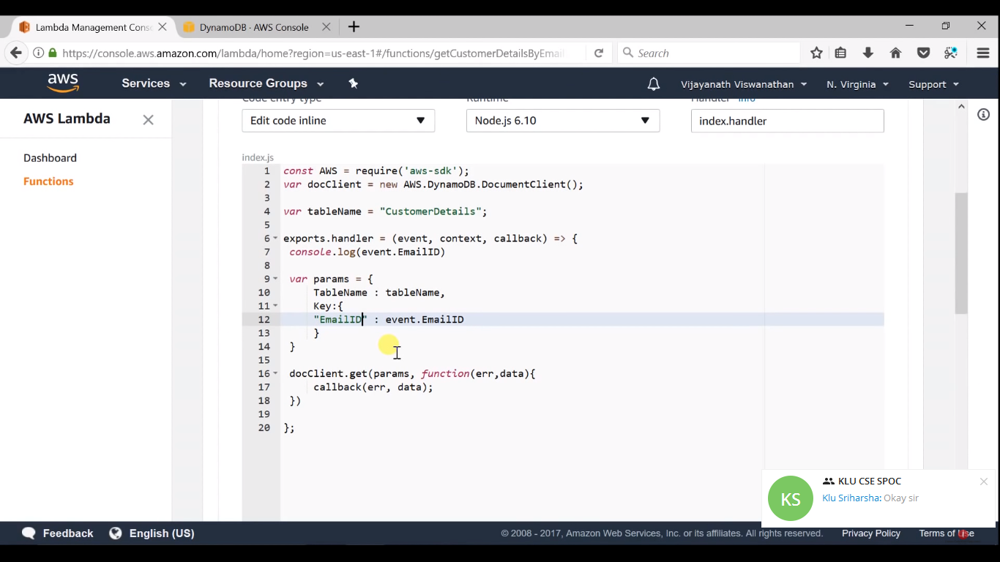 Lambda Management Conso
DynamoDB · AWS Console
https://console.aws.amazon.com/lambda/home?region=us-east-1#/functions/getCustomerDetailsByEmai
Search
aws
Services
Resource Groups
Vijayanath Viswanathan
N. Virginia
Support
AWS Lambda
Dashboard
Functions
Code entry type
Runtime
Handler Info
Edit code inline
Node.js 6.10
index.handler
index.js
1 const AWS = require('aws-sdk');
2 var docClient = new AWS.DynamoDB.DocumentClient();
3
4 var tableName = "CustomerDetails";
5
6 exports.handler = (event, context, callback) => {
7 console.log(event.EmailID)
8
9 var params = {
10 TableName : tableName,
11 Key:{
12 "EmailID" : event.EmailID
13 }
14 }
15
16 docClient.get(params, function(err,data){
17 callback(err, data);
18 })
19
20 };
KS
KLU CSE SPOC
Klu Sriharsha: Okay sir
Feedback
English (US)
© 2008 - 2017, Amazon Web Services, Inc. or its affiliates. All rights reserved.
Privacy Policy
Terms of Use